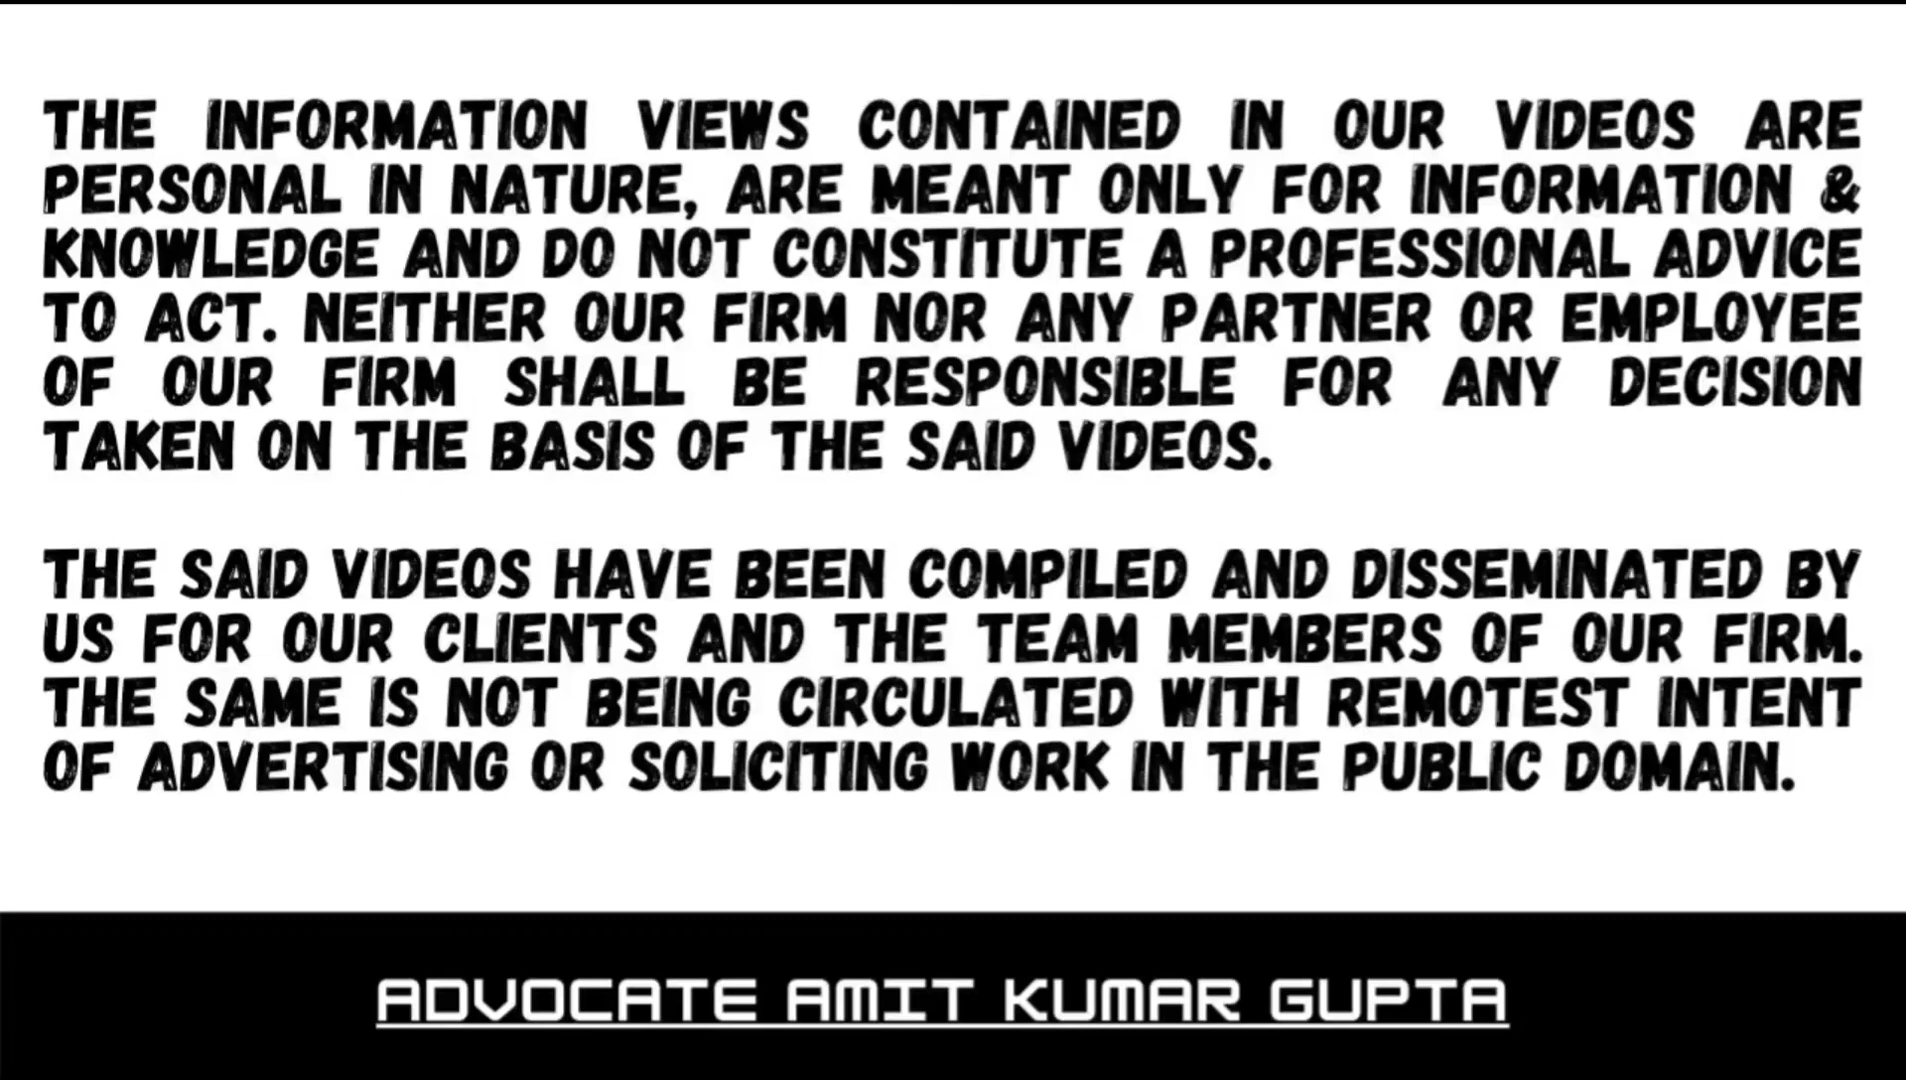 THE INFORMATION VIEWS CONTAINED IN OUR VIDEOS ARE
PERSONAL IN NATURE, ARE MEANT ONLY FOR INFORMATION &
KNOWLEDGE AND DO NOT CONSTITUTE A PROFESSIONAL ADVICE
TO ACT. NEITHER OUR FIRM NOR ANY PARTNER OR EMPLOYEE
OF OUR FIRM SHALL BE RESPONSIBLE FOR ANY DECISION
TAKEN ON THE BASIS OF THE SAID VIDEOS.
THE SAID VIDEOS HAVE BEEN COMPILED AND DISSEMINATED BY
US FOR OUR CLIENTS AND THE TEAM MEMBERS OF OUR FIRM.
THE SAME IS NOT BEING CIRCULATED WITH REMOTEST INTENT
OF ADVERTISING OR SOLICITING WORK IN THE PUBLIC DOMAIN.
ADVOCATE AMIT KUMAR GUPTA